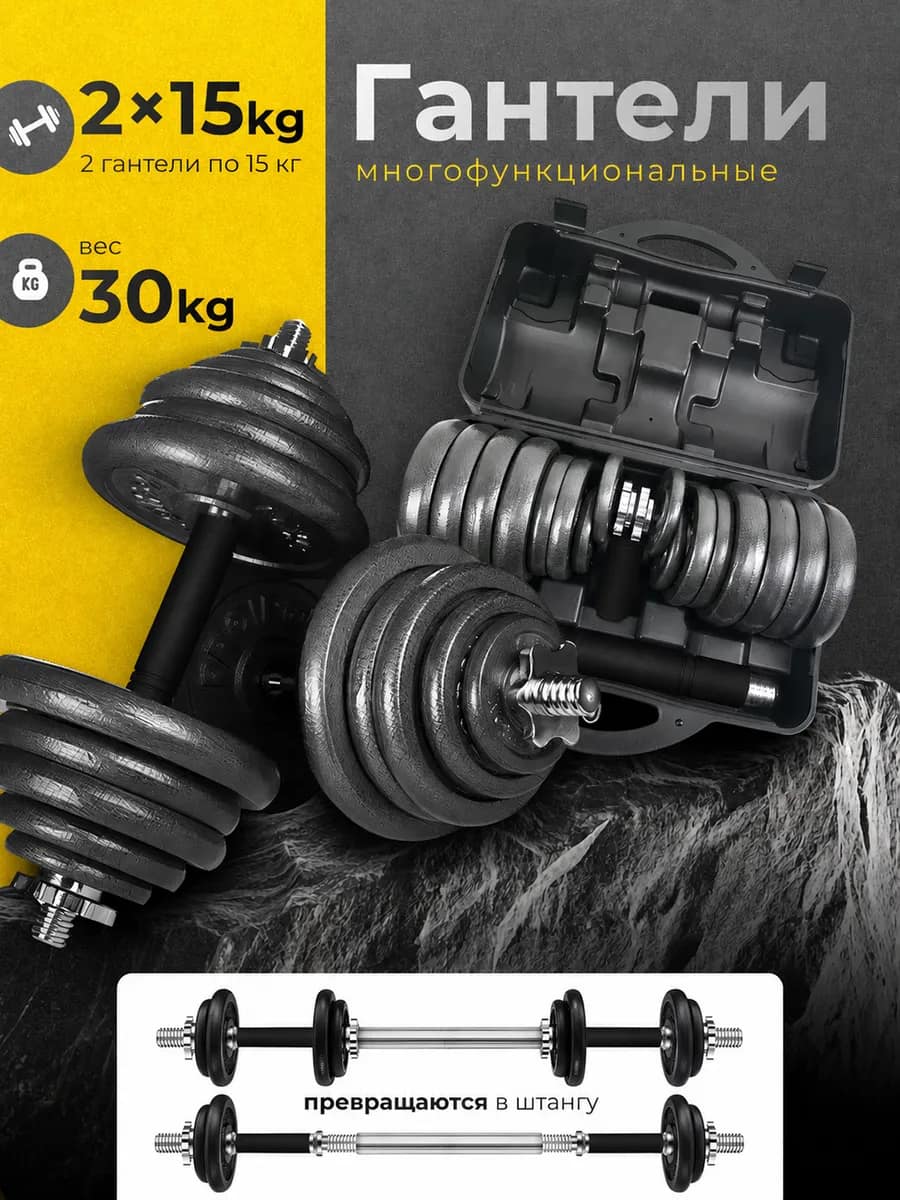 2×15kg
2 гантели по 15 кг
вес
30kg
KG
Гантели
многофункциональные
превращаются в штангу